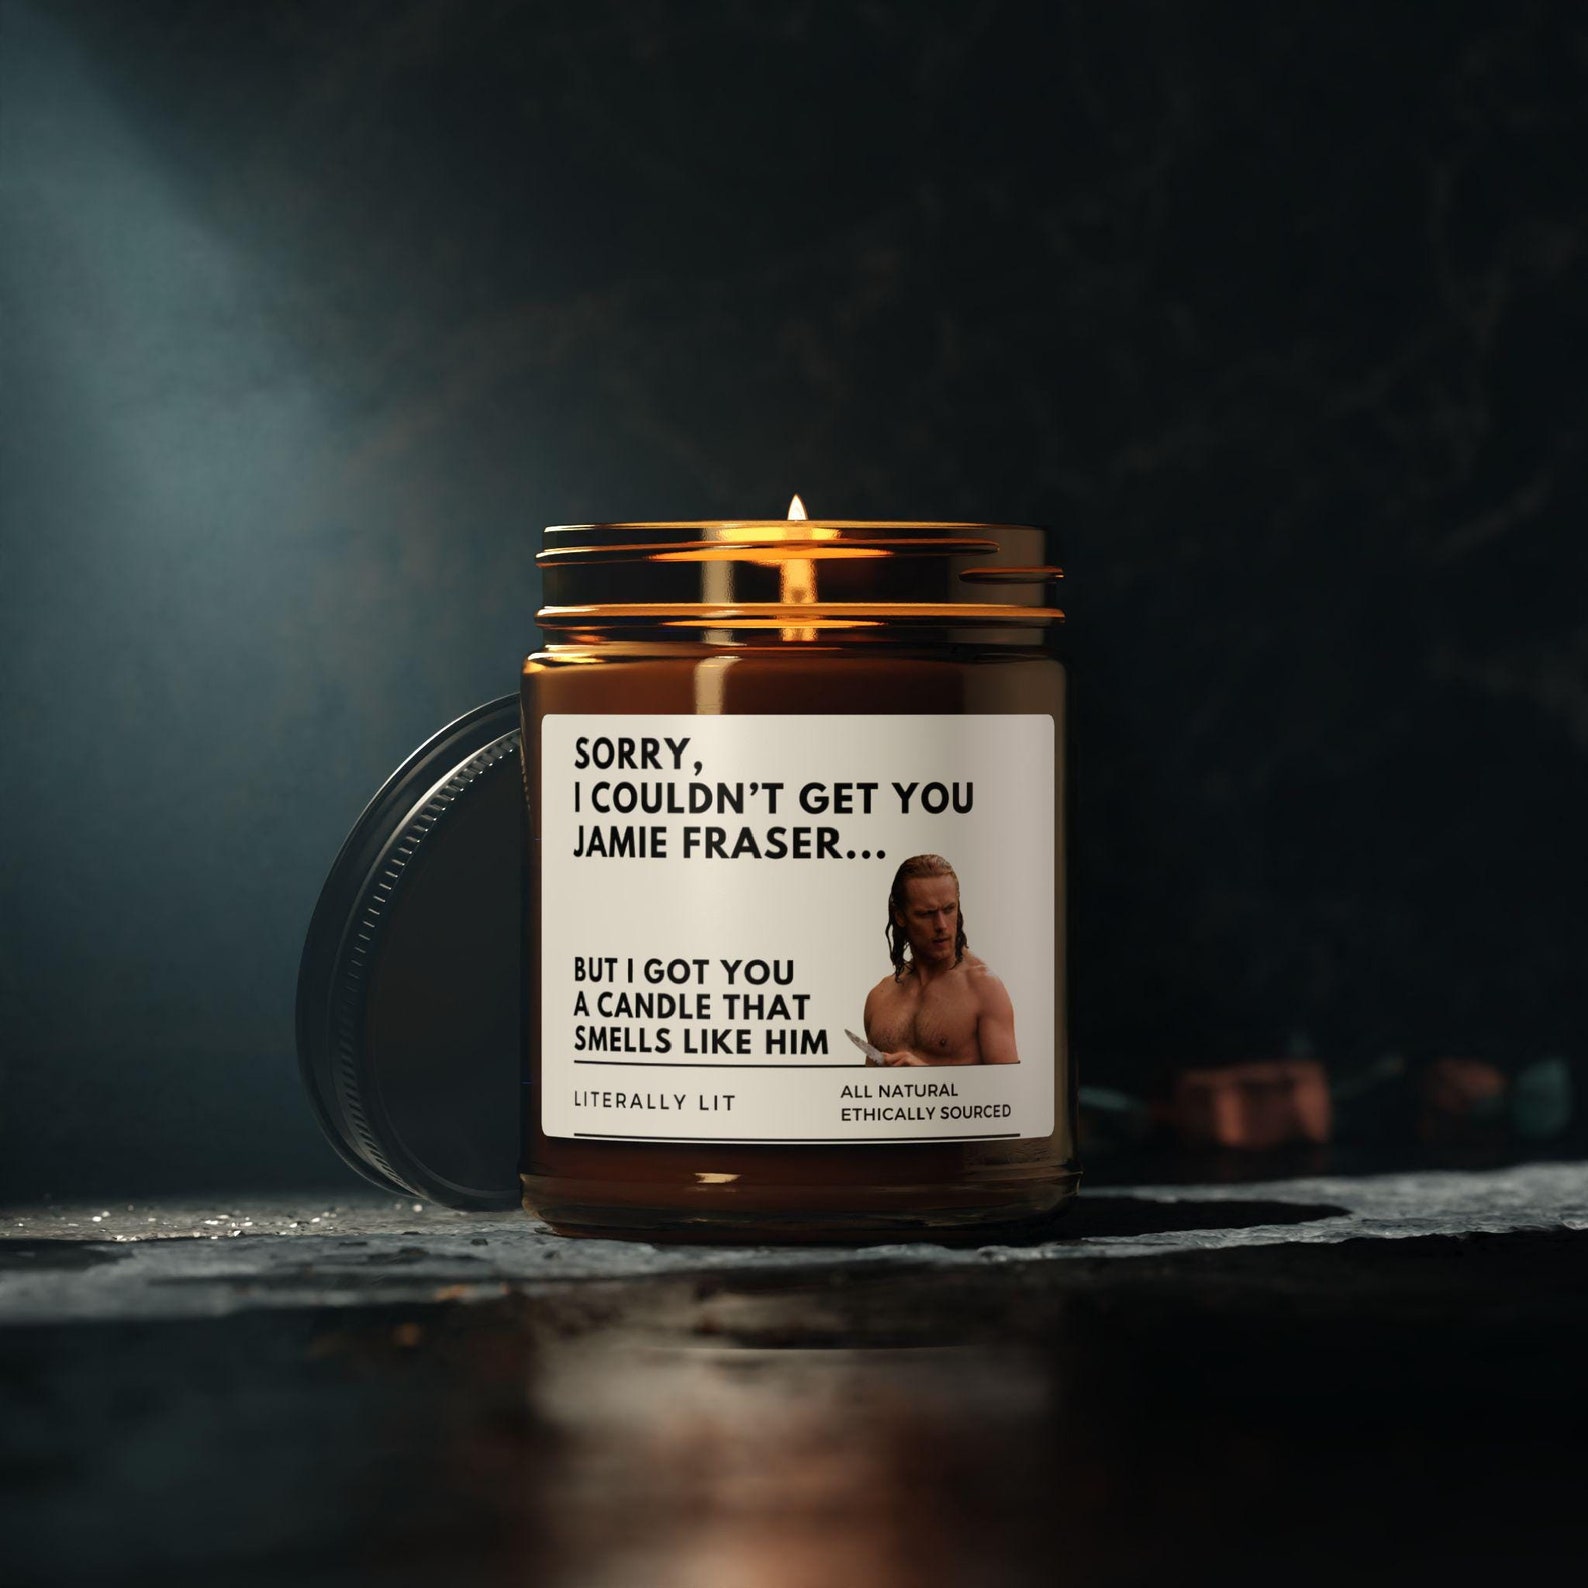 SORRY,
I COULDN'T GET YOU
JAMIE FRASER...
BUT I GOT YOU
A CANDLE THAT
SMELLS LIKE HIM
LITERALLY LIT
ALL NATURAL
ETHICALLY SOURCED